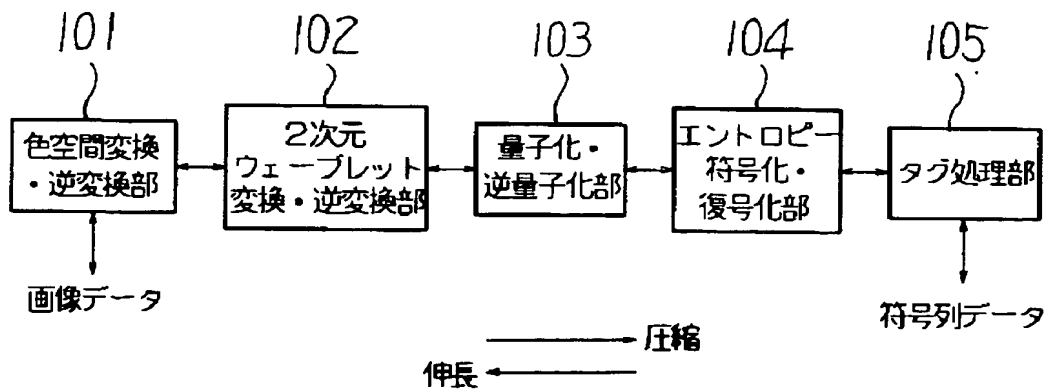 101
102
103
104
105
色空間変換
・逆変換部
2次元
ウェーブレット
変換・逆変換部
量子化・
逆量子化部
エントロピー
符号化・
復号化部
タグ処理部
画像データ
符号列データ
圧縮
伸長